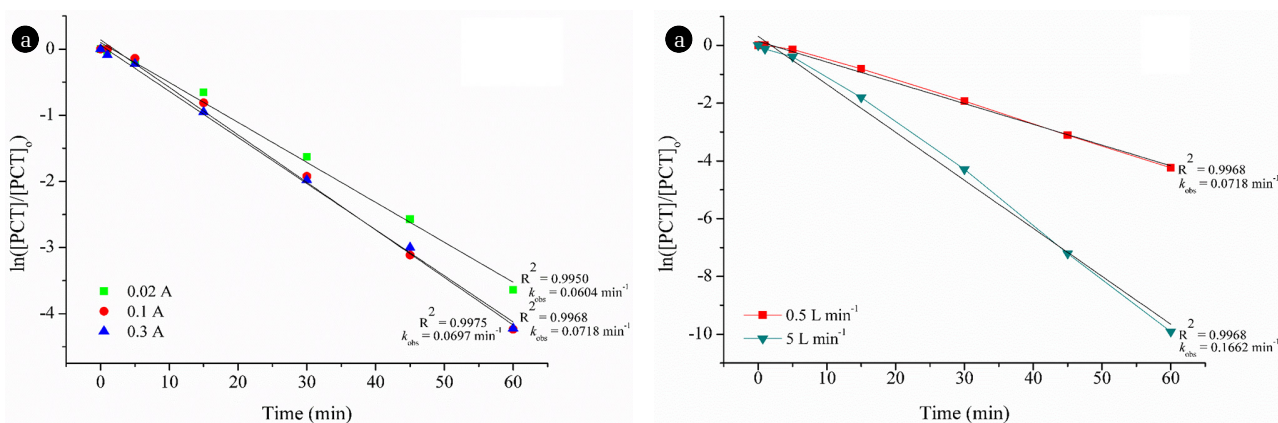 a
0
-1
-2
-3
-4
0 10 20 30 40 50 60
ln([PCT]/[PCT]o)
Time (min)
0.02 A
0.1 A
0.3 A
R2 = 0.9950
kobs = 0.0604 min-1
R2 = 0.9975
kobs = 0.0697 min-1
R2 = 0.9968
kobs = 0.0718 min-1
a
0
-2
-4
-6
-8
-10
0 10 20 30 40 50 60
ln([PCT]/[PCT]o)
Time (min)
0.5 L min-1
5 L min-1
R2 = 0.9968
kobs = 0.0718 min-1
R2 = 0.9968
kobs = 0.1662 min-1